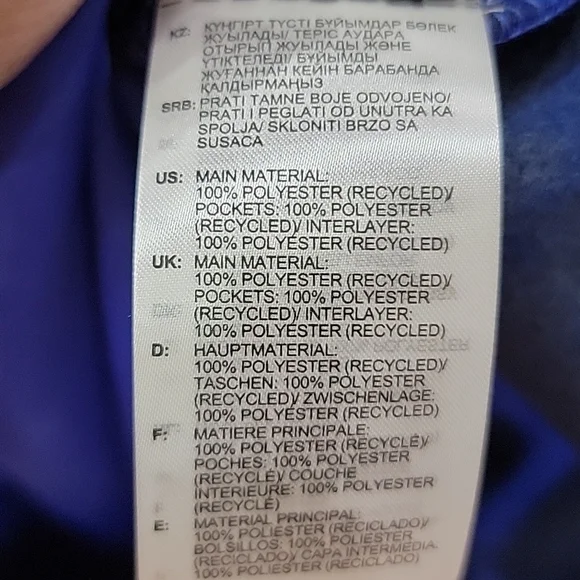 KZ: КҮҢГІРТ ТҮСТІ БҰЙЫМДАР БӨЛЕК
ЖУЫЛАДЫ/ ТЕРІС АУДАРА
ОТЫРЫП ЖУЫЛАДЫ ЖӘНЕ
ҮТІКТЕЛЕДІ/ БҰЙЫМДЫ
ЖУҒАННАН КЕЙІН БАРАБАНДА
ҚАЛДЫРМАҢЫЗ
SRB: PRATI TAMNE BOJE ODVOJENO/
PRATI I PEGLATI OD UNUTRA KA
SPOLJA/ SKLONITI BRZO SA
SUSACA
US: MAIN MATERIAL:
100% POLYESTER (RECYCLED)/
POCKETS: 100% POLYESTER
(RECYCLED)/ INTERLAYER:
100% POLYESTER (RECYCLED)
UK: MAIN MATERIAL:
100% POLYESTER (RECYCLED)/
POCKETS: 100% POLYESTER
(RECYCLED)/ INTERLAYER:
100% POLYESTER (RECYCLED)
D: HAUPTMATERIAL:
100% POLYESTER (RECYCLED)/
TASCHEN: 100% POLYESTER
(RECYCLED)/ ZWISCHENLAGE:
100% POLYESTER (RECYCLED)
F: MATIERE PRINCIPALE:
100% POLYESTER (RECYCLÉ)/
POCHES: 100% POLYESTER
(RECYCLÉ)/ COUCHE
INTERIEURE: 100% POLYESTER
(RECYCLÉ)
E: MATERIAL PRINCIPAL:
100% POLIÉSTER (RECICLADO)/
BOLSILLOS: 100% POLIÉSTER
(RECICLADO)/ CAPA INTERMEDIA:
100% POLIÉSTER (RECICLADO)